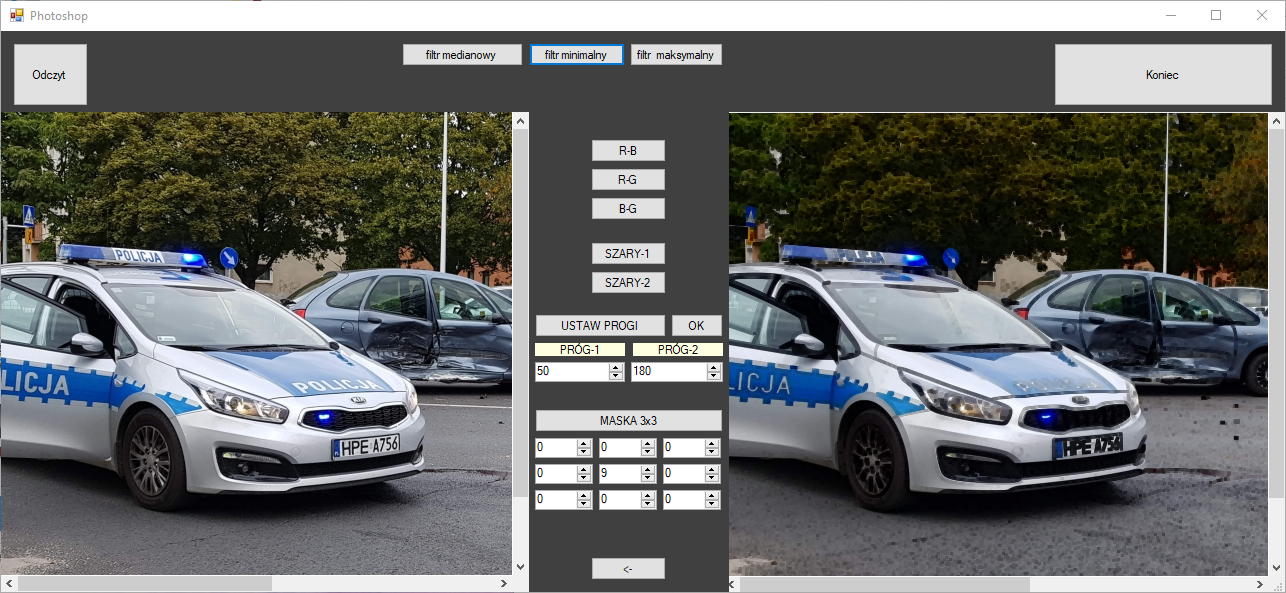 Photoshop
Odczyt
filtr medianowy
filtr minimalny
filtr maksymalny
Koniec
R-B
R-G
B-G
SZARY-1
SZARY-2
USTAW PROGI
OK
PRÓG-1
PRÓG-2
50
180
MASKA 3x3
0 0 0
0 9 0
0 0 0
<-
POLICJA
LICJA
POLICJA
HPE A756
LICJA
POLICJA
HPE A756